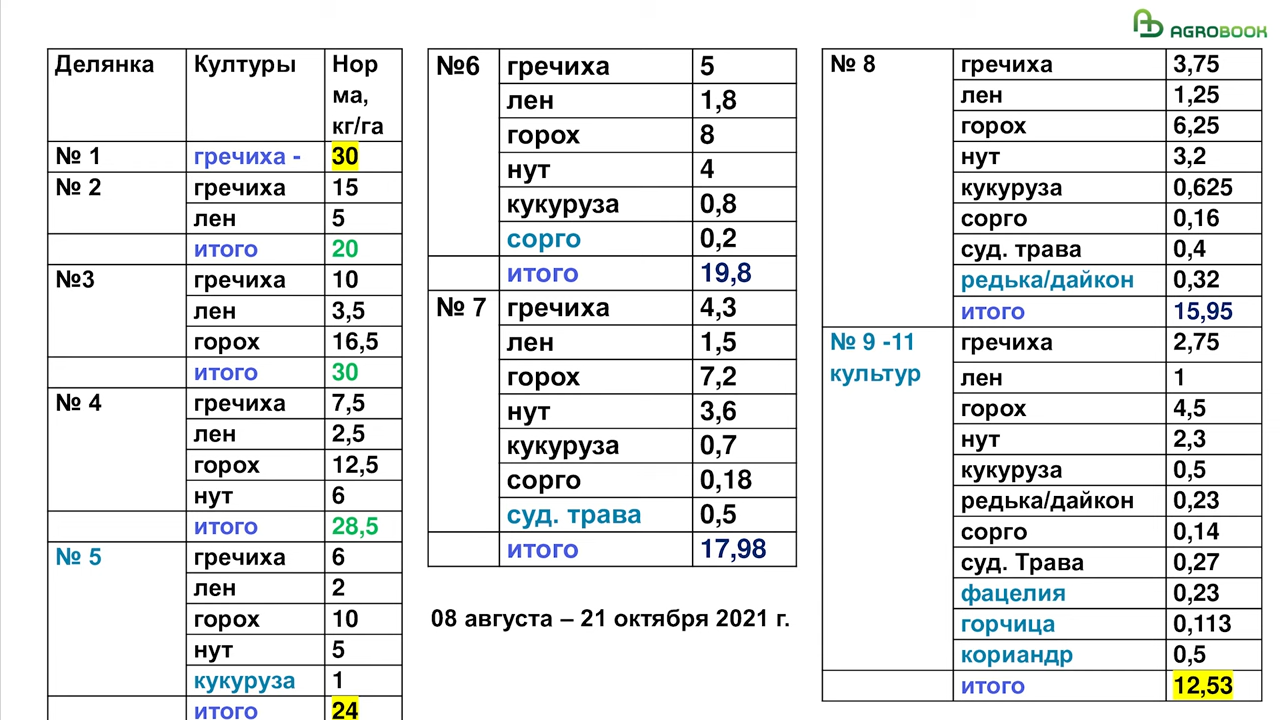 AGROBOOK
Делянка Културы Нор
ма,
кг/га
№ 1 гречиха - 30
№ 2 гречиха 15
лен 5
итого 20
№3 гречиха 10
лен 3,5
горох 16,5
итого 30
№ 4 гречиха 7,5
лен 2,5
горох 12,5
нут 6
итого 28,5
№ 5 гречиха 6
лен 2
горох 10
нут 5
кукуруза 1
итого 24
№6 гречиха 5
лен 1,8
горох 8
нут 4
кукуруза 0,8
сорго 0,2
итого 19,8
№ 7 гречиха 4,3
лен 1,5
горох 7,2
нут 3,6
кукуруза 0,7
сорго 0,18
суд. трава 0,5
итого 17,98
08 августа – 21 октября 2021 г.
№ 8 гречиха 3,75
лен 1,25
горох 6,25
нут 3,2
кукуруза 0,625
сорго 0,16
суд. трава 0,4
редька/дайкон 0,32
итого 15,95
№ 9 -11 гречиха 2,75
культур лен 1
горох 4,5
нут 2,3
кукуруза 0,5
редька/дайкон 0,23
сорго 0,14
суд. Трава 0,27
фацелия 0,23
горчица 0,113
кориандр 0,5
итого 12,53